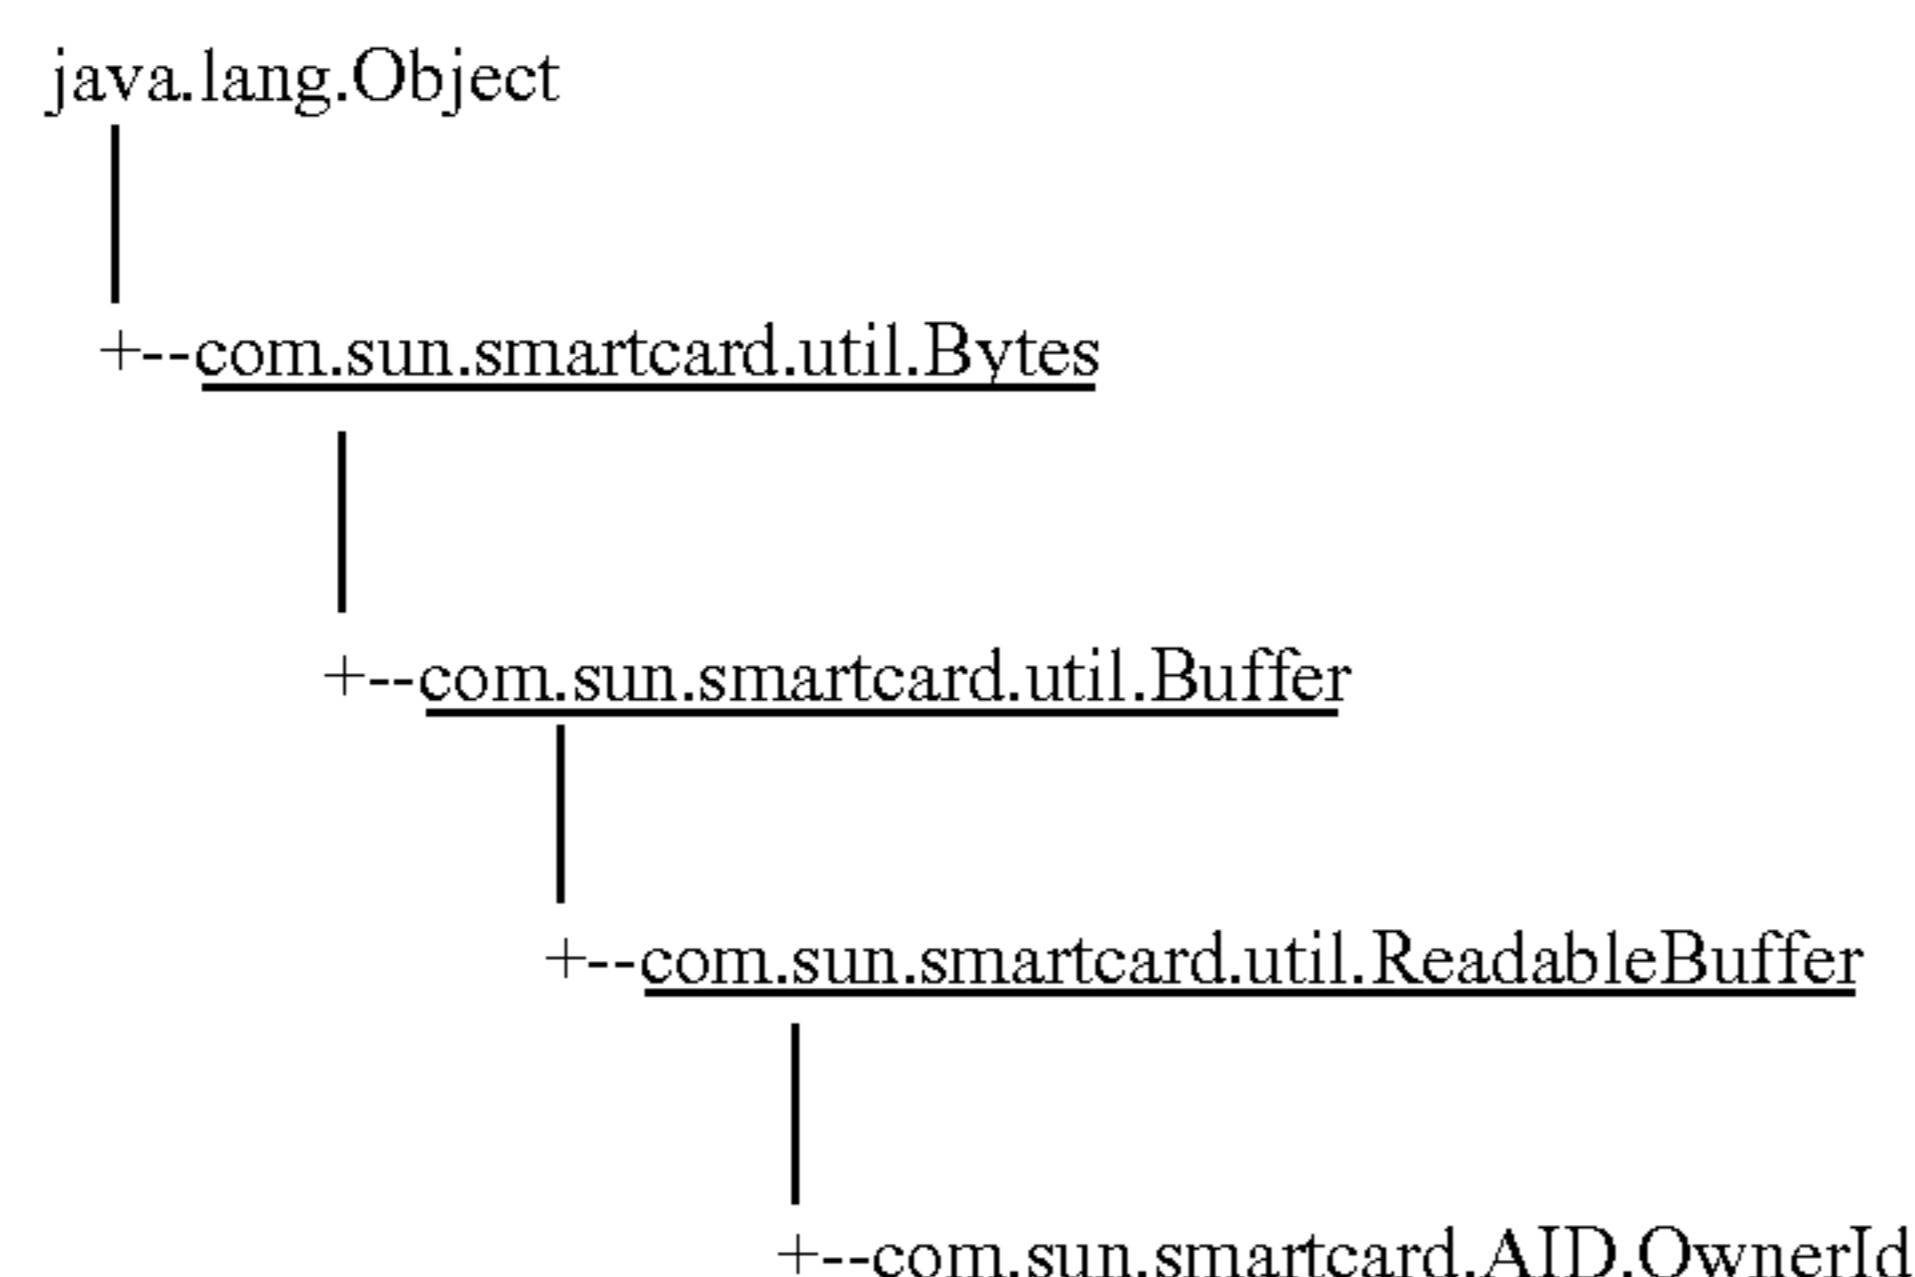 java.lang.Object
+--com.sun.smartcard.util.Bytes
+--com.sun.smartcard.util.Buffer
+--com.sun.smartcard.util.ReadableBuffer
+--com.sun.smartcard.AID.OwnerId